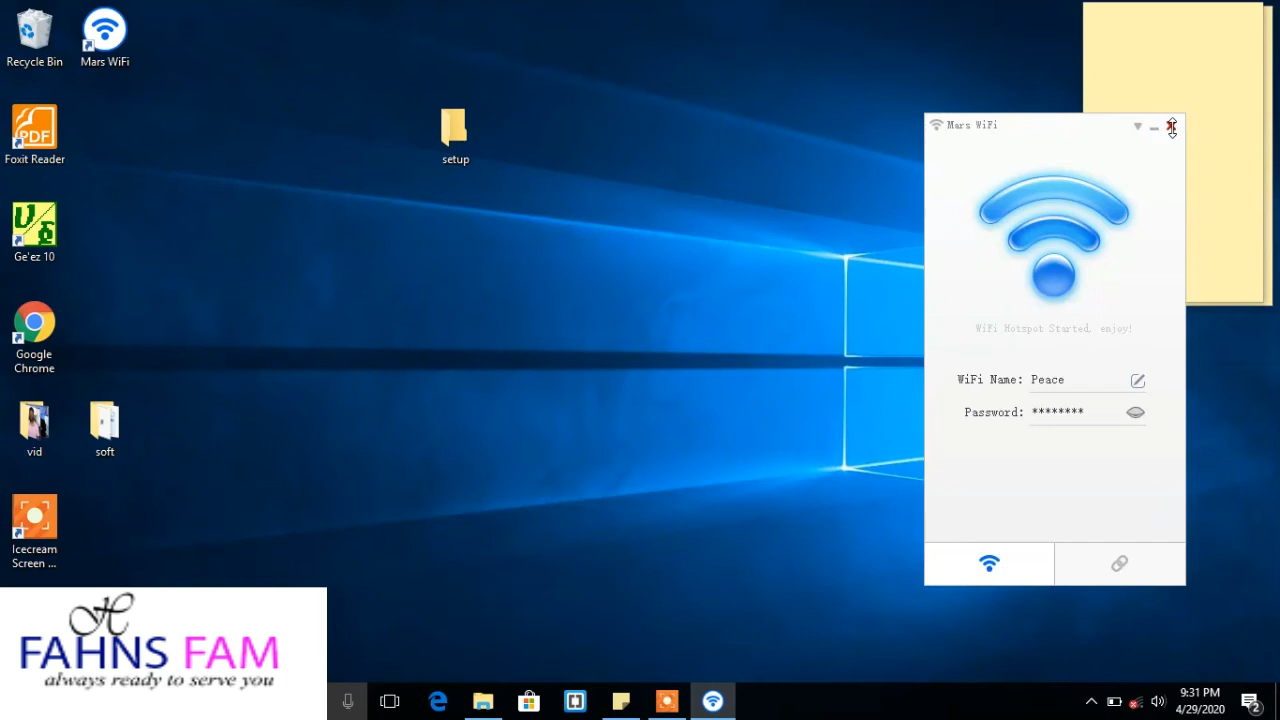 Recycle Bin
Mars WiFi
Foxit Reader
PDF
Ge'ez 10
Google
Chrome
vid
soft
Icecream
Screen ...
setup
Mars WiFi
WiFi Hotspot Started, enjoy!
WiFi Name: Peace
Password: ********
H
FAHNS FAM
always ready to serve you
9:31 PM
4/29/2020
2